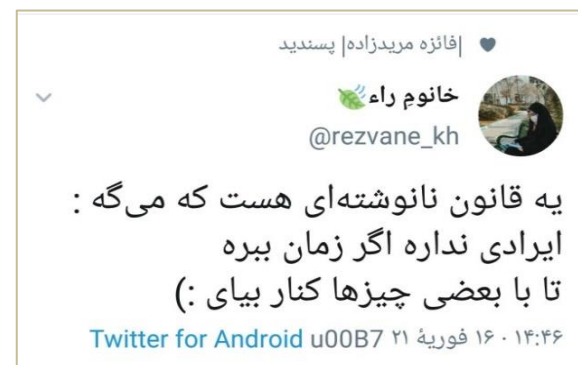 |فائزه مریدزاده| پسندید
خانومِ راء
@rezvane_kh
یه قانون نانوشته‌ای هست که می‌گه :
ایرادی نداره اگر زمان ببره
تا با بعضی چیزها کنار بیای :)
۱۴:۴۶ · ۱۶ فوریهٔ ۲۱ u00B7 Twitter for Android